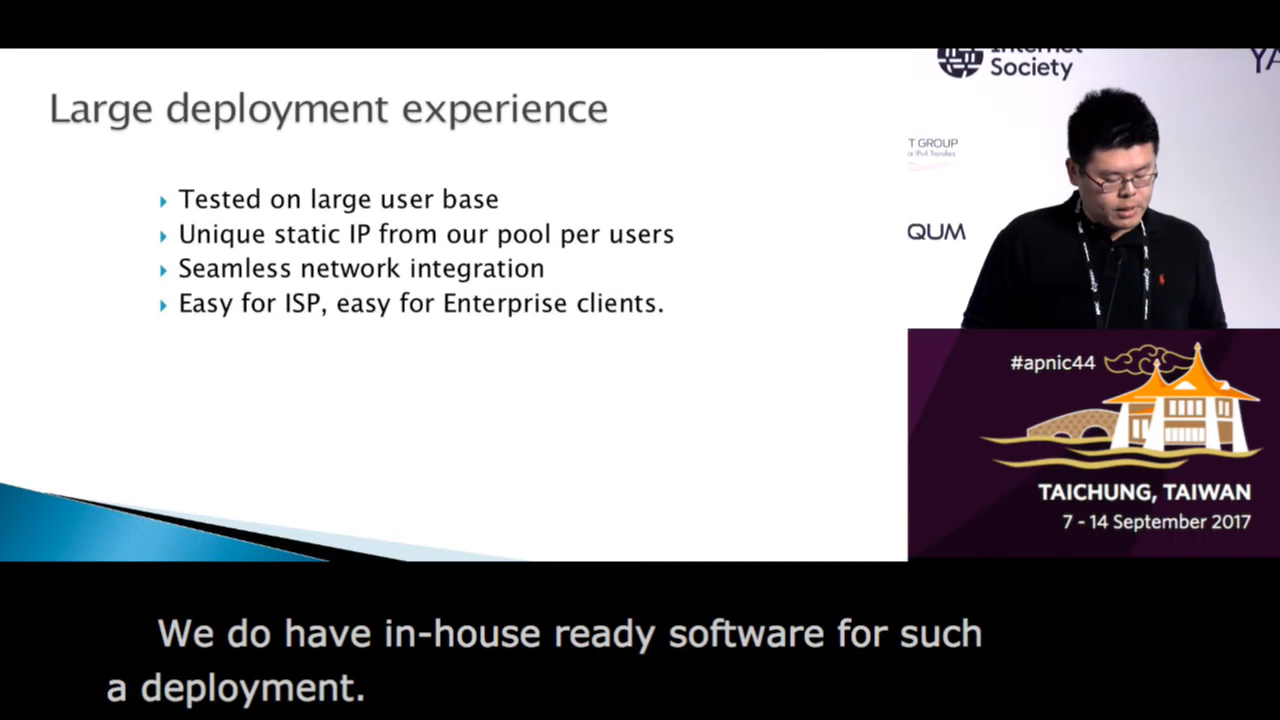 Large deployment experience
Tested on large user base
Unique static IP from our pool per users
Seamless network integration
Easy for ISP, easy for Enterprise clients.
Internet
Society
YA
T GROUP
QUM
#apnic44
TAICHUNG, TAIWAN
7 - 14 September 2017
We do have in-house ready software for such
a deployment.